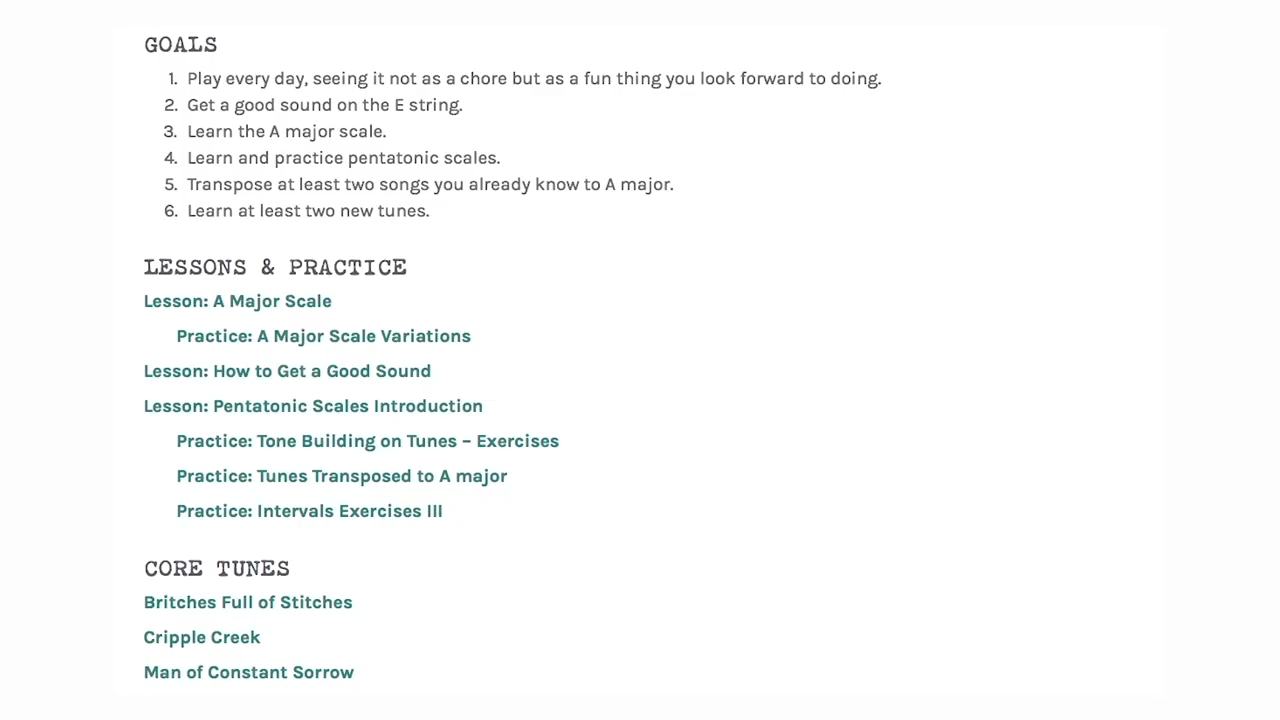 GOALS
1. Play every day, seeing it not as a chore but as a fun thing you look forward to doing.
2. Get a good sound on the E string.
3. Learn the A major scale.
4. Learn and practice pentatonic scales.
5. Transpose at least two songs you already know to A major.
6. Learn at least two new tunes.
LESSONS & PRACTICE
Lesson: A Major Scale
Practice: A Major Scale Variations
Lesson: How to Get a Good Sound
Lesson: Pentatonic Scales Introduction
Practice: Tone Building on Tunes – Exercises
Practice: Tunes Transposed to A major
Practice: Intervals Exercises III
CORE TUNES
Britches Full of Stitches
Cripple Creek
Man of Constant Sorrow